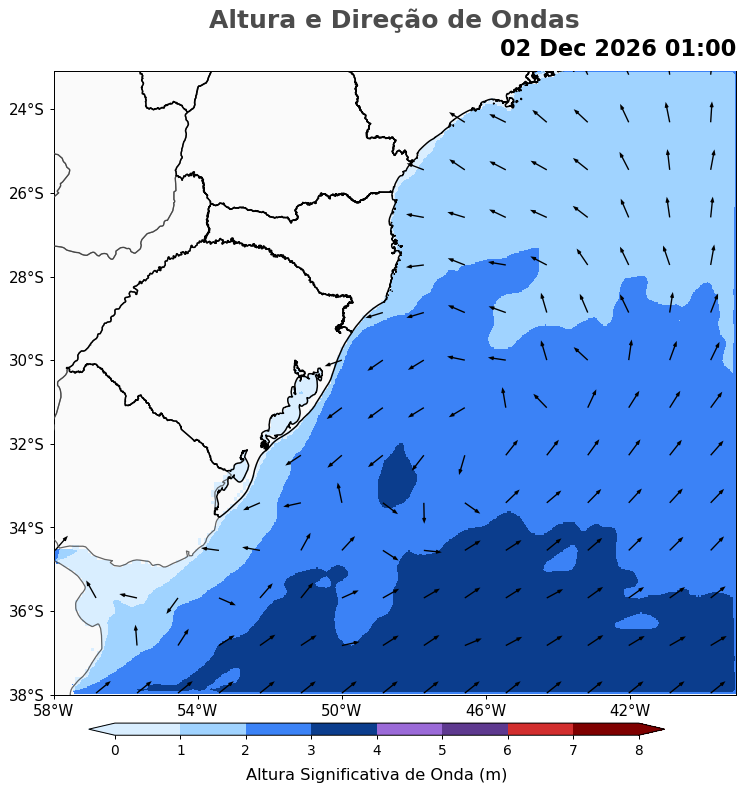 Altura e Direção de Ondas
02 Dec 2026 01:00
24°S
26°S
28°S
30°S
32°S
34°S
36°S
38°S
58°W 54°W 50°W 46°W 42°W
0 1 2 3 4 5 6 7 8
Altura Significativa de Onda (m)